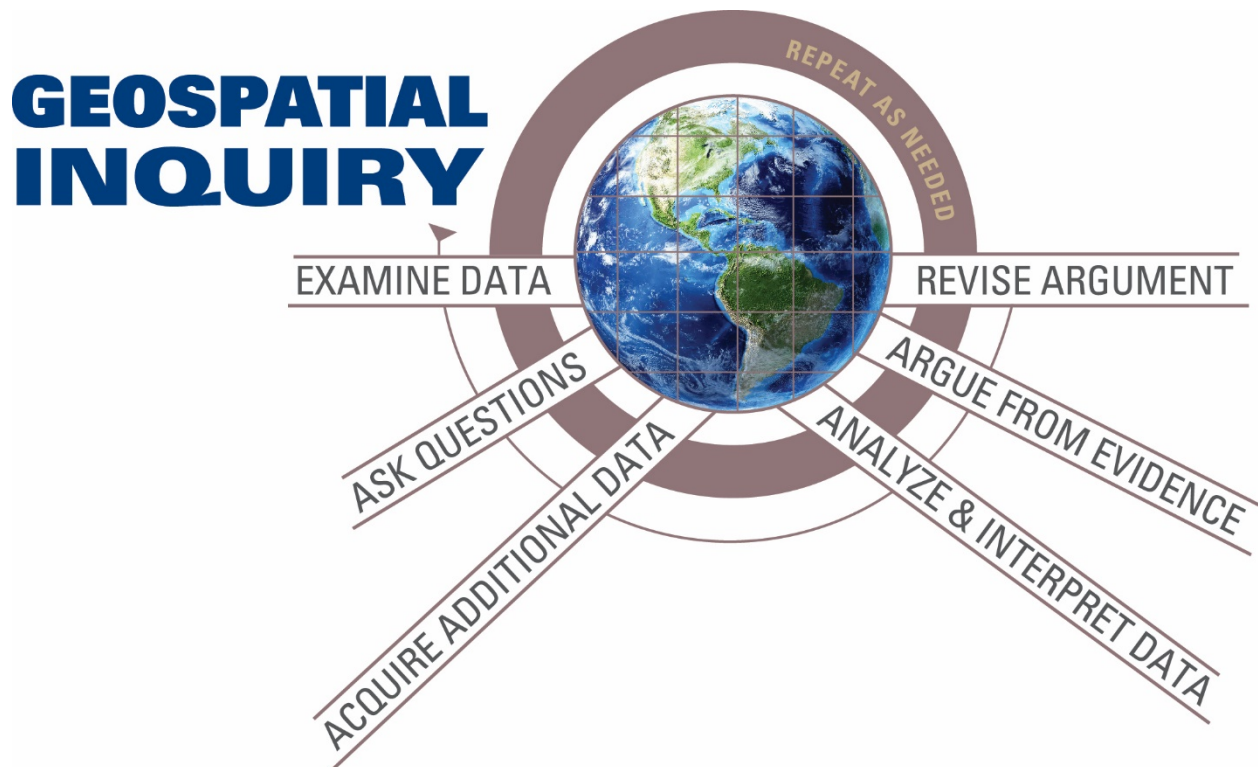 GEOSPATIAL
INQUIRY
REPEAT AS NEEDED
EXAMINE DATA
ASK QUESTIONS
ACQUIRE ADDITIONAL DATA
ANALYZE & INTERPRET DATA
ARGUE FROM EVIDENCE
REVISE ARGUMENT